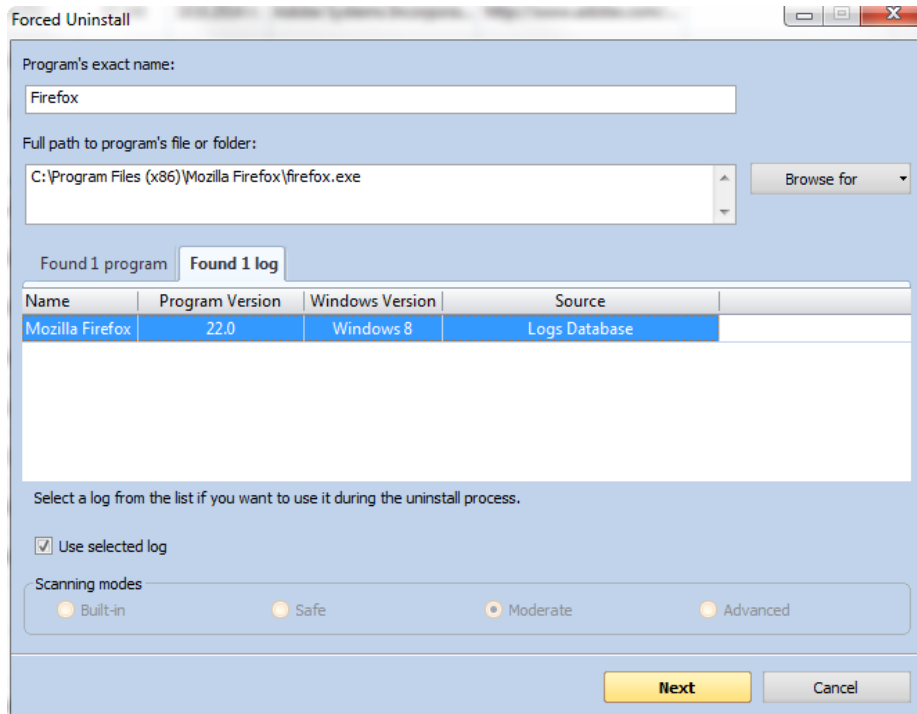 Forced Uninstall
Program's exact name:
Firefox
Full path to program's file or folder:
C:\Program Files (x86)\Mozilla Firefox\firefox.exe
Browse for
Found 1 program Found 1 log
Name Program Version Windows Version Source
Mozilla Firefox 22.0 Windows 8 Logs Database
Select a log from the list if you want to use it during the uninstall process.
Use selected log
Scanning modes
Built-in Safe Moderate Advanced
Next Cancel